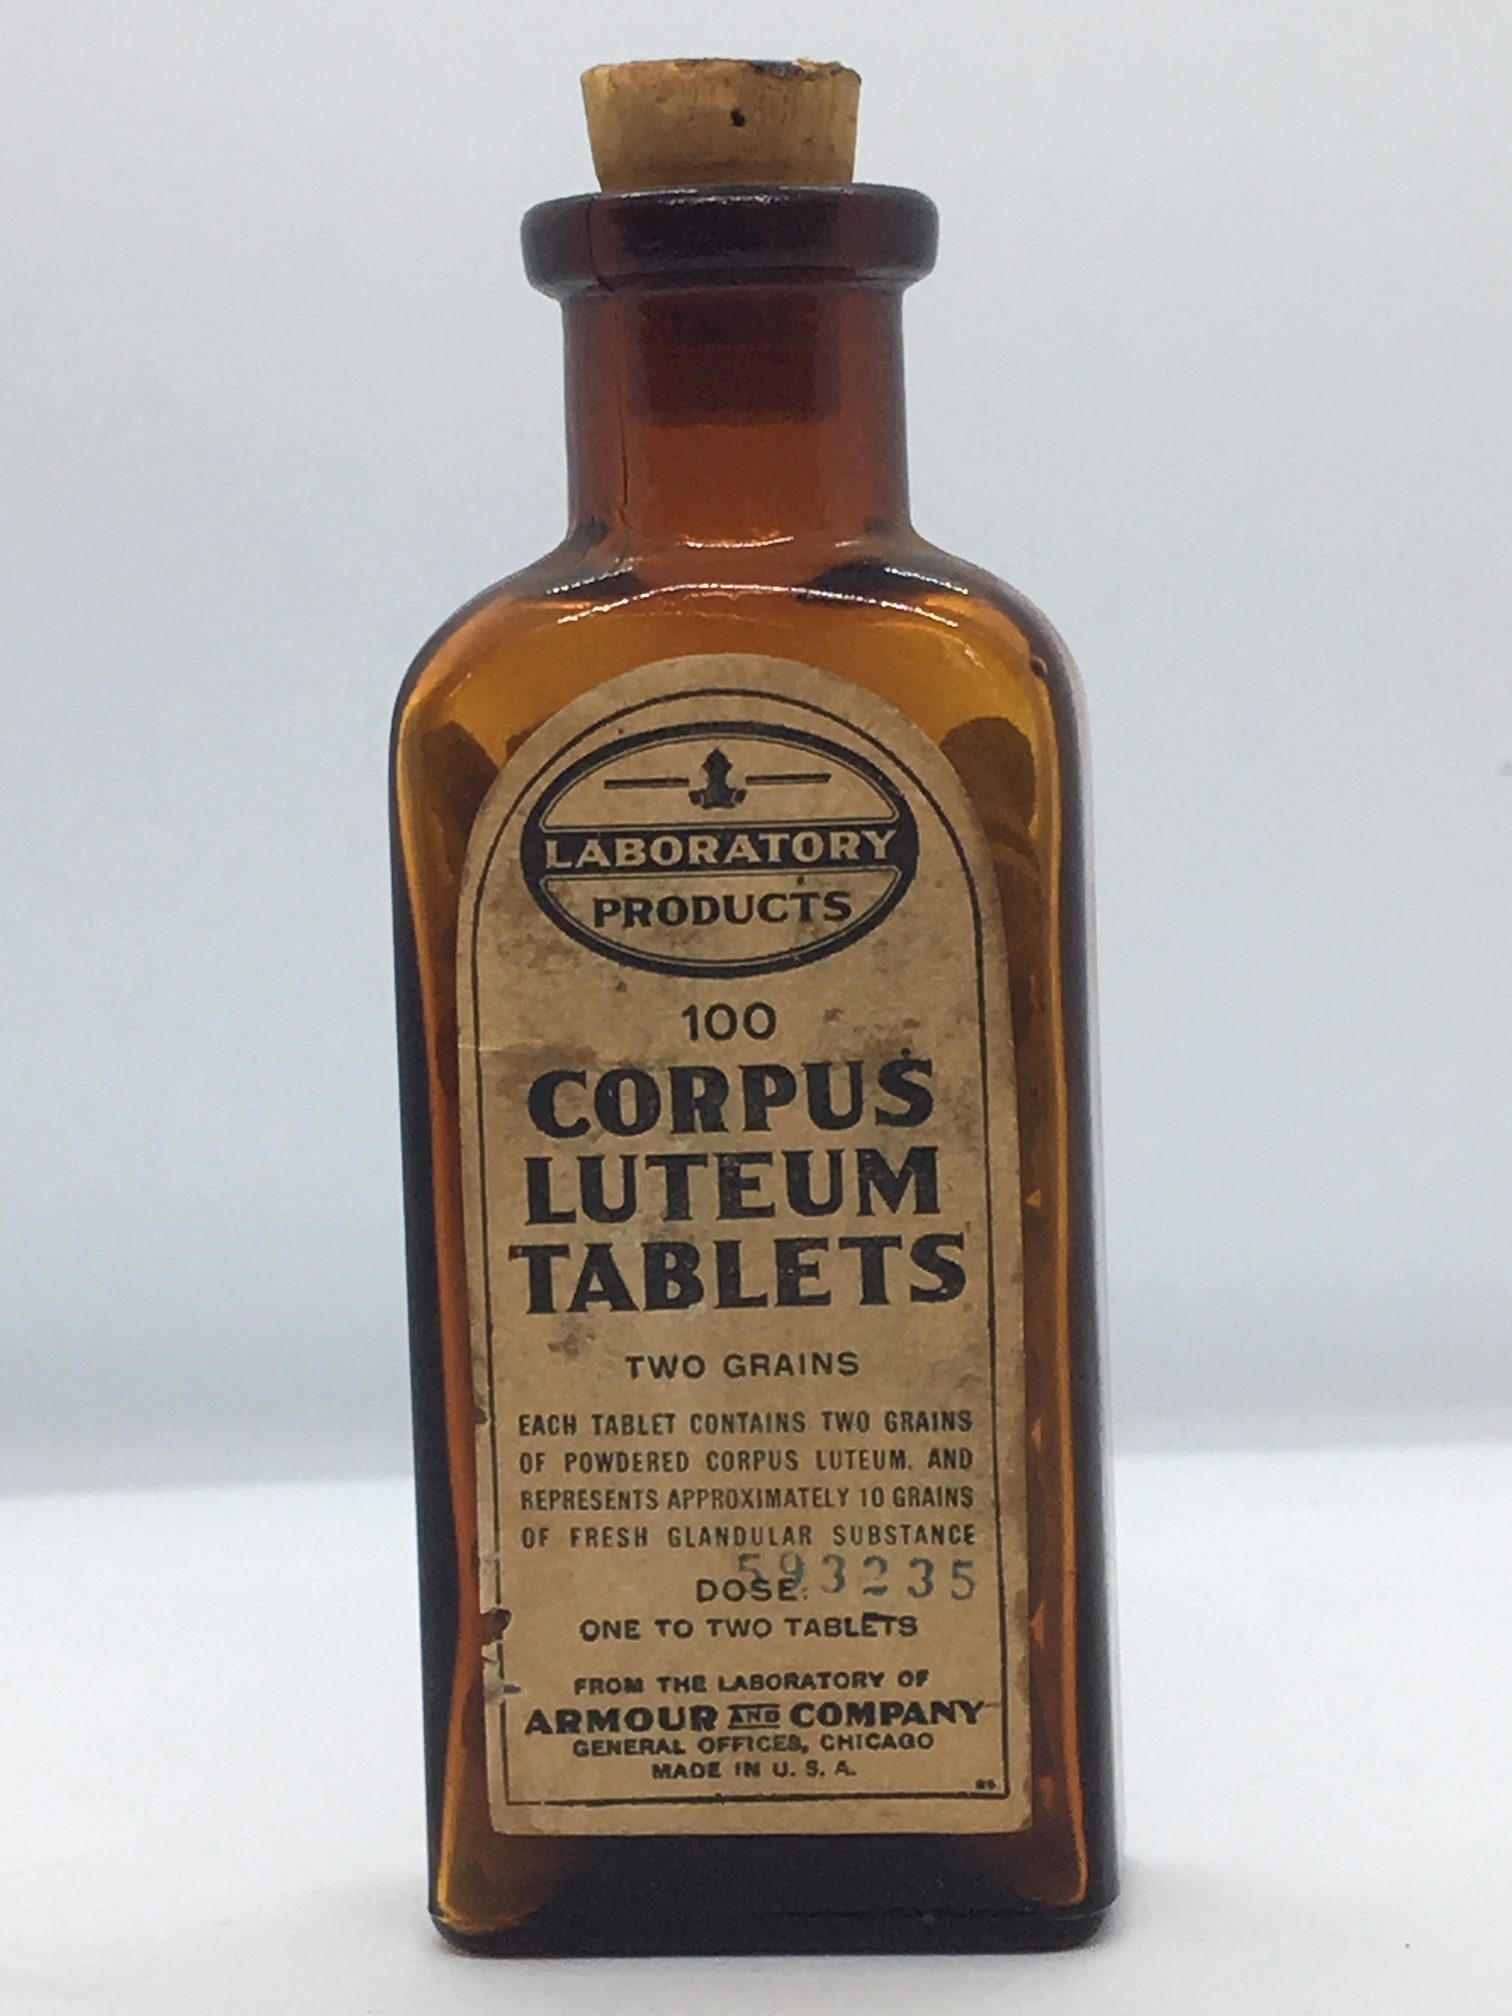 LABORATORY
PRODUCTS
100
CORPUS
LUTEUM
TABLETS
TWO GRAINS
EACH TABLET CONTAINS TWO GRAINS
OF POWDERED CORPUS LUTEUM, AND
REPRESENTS APPROXIMATELY 10 GRAINS
OF FRESH GLANDULAR SUBSTANCE
593235
DOSE:
ONE TO TWO TABLETS
FROM THE LABORATORY OF
ARMOUR AND COMPANY
GENERAL OFFICES, CHICAGO
MADE IN U. S. A.